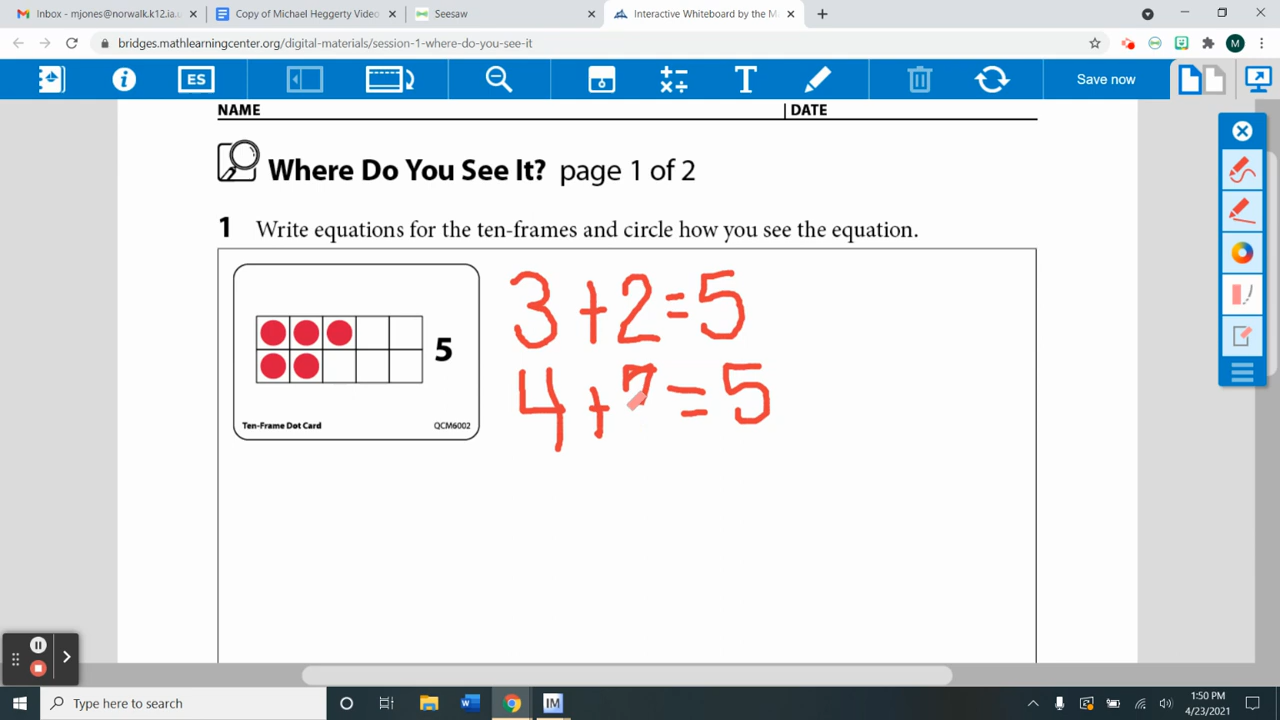 Inbox - mjones@norwalk.k12.ia.u
Copy of Michael Heggerty Video
Seesaw
Interactive Whiteboard by the M
bridges.mathlearningcenter.org/digital-materials/session-1-where-do-you-see-it
M
ES
Save now
NAME
DATE
Where Do You See It? page 1 of 2
1 Write equations for the ten-frames and circle how you see the equation.
5
Ten-Frame Dot Card
QCM6002
3 + 2 = 5
4 + 7 = 5
Type here to search
IM
1:50 PM
4/23/2021